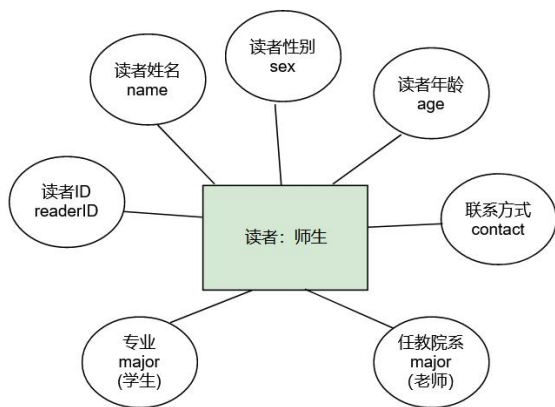 读者性别
sex
读者姓名
name
读者年龄
age
读者ID
readerID
联系方式
contact
读者：师生
专业
major
(学生)
任教院系
major
(老师)